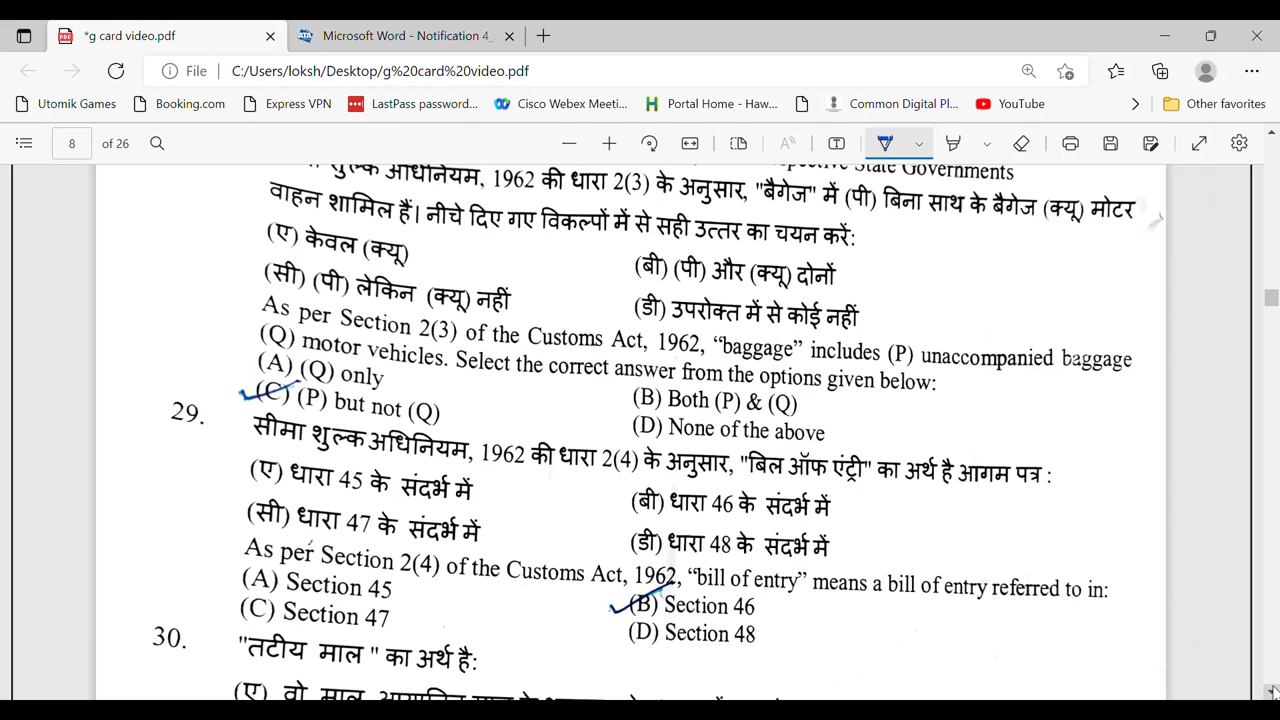 *g card video.pdf
Microsoft Word - Notification 4_
File
C:/Users/loksh/Desktop/g%20card%20video.pdf
Utomik Games
Booking.com
Express VPN
LastPass password...
Cisco Webex Meeti...
Portal Home - Haw...
Common Digital Pl...
YouTube
Other favorites
8 of 26
State Governments
शुल्क अधिनियम, 1962 की धारा 2(3) के अनुसार, "बैगेज" में (पी) बिना साथ के बैगेज (क्यू) मोटर
वाहन शामिल हैं। नीचे दिए गए विकल्पों में से सही उत्तर का चयन करें:
(ए) केवल (क्यू)
(बी) (पी) और (क्यू) दोनों
(सी) (पी) लेकिन (क्यू) नहीं
(डी) उपरोक्त में से कोई नहीं
As per Section 2(3) of the Customs Act, 1962, “baggage” includes (P) unaccompanied baggage
(Q) motor vehicles. Select the correct answer from the options given below:
(A) (Q) only
(B) Both (P) & (Q)
(C) (P) but not (Q)
(D) None of the above
29.
सीमा शुल्क अधिनियम, 1962 की धारा 2(4) के अनुसार, "बिल ऑफ एंट्री" का अर्थ है आगम पत्र :
(ए) धारा 45 के संदर्भ में
(बी) धारा 46 के संदर्भ में
(सी) धारा 47 के संदर्भ में
(डी) धारा 48 के संदर्भ में
As per Section 2(4) of the Customs Act, 1962, “bill of entry” means a bill of entry referred to in:
(A) Section 45
(B) Section 46
(C) Section 47
(D) Section 48
30.
"तटीय माल " का अर्थ है:
(ए) वो माल